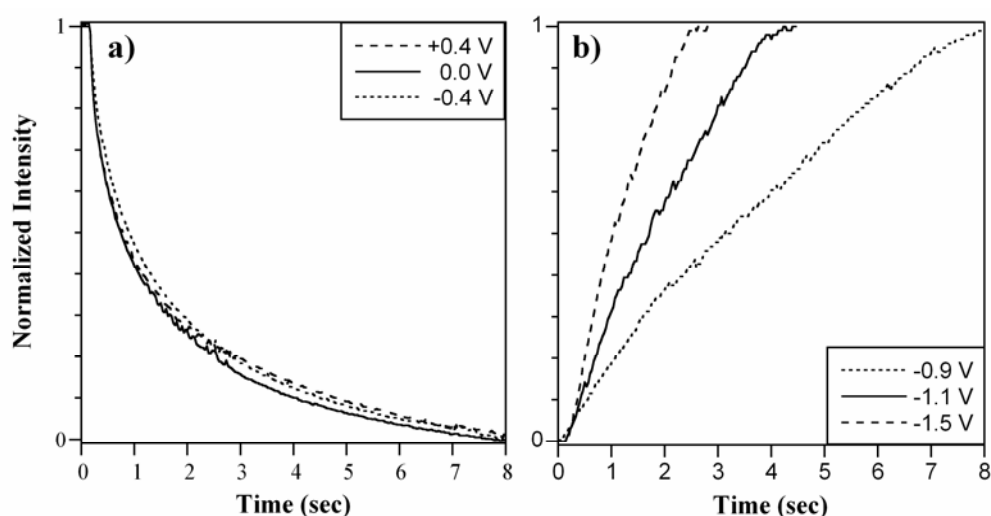 Normalized Intensity
a)
+0.4 V
0.0 V
-0.4 V
1
0
0 1 2 3 4 5 6 7 8
Time (sec)
b)
-0.9 V
-1.1 V
-1.5 V
1
0
0 1 2 3 4 5 6 7 8
Time (sec)